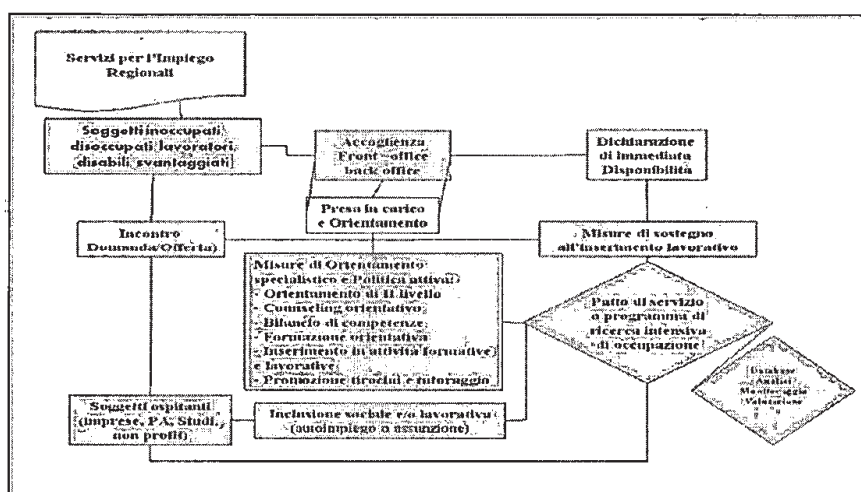 Servizi per l'Impiego
Regionali
Soggetti inoccupati,
disoccupati lavoratori,
disabili svantaggiati
Accoglienza
Front-office
back office
Dichiarazione
di immediata
Disponibilità
Presa in carico
e Orientamento
Incontro
Domanda/Offerta)
Misure di sostegno
all'inserimento lavorativo
Misure di Orientamento
specialistico e Politica attiva:
- Orientamento di II livello
- Counseling orientativo
- Bilancio di competenze
- Formazione orientativa
- Inserimento in attività formative
e lavorative
- Promozione tirocini e tutoraggio
Patto di servizio
o programma di
ricerca intensiva
di occupazione
Database
Analisi
Monitoraggio
Valutazione
Soggetti ospitanti
(imprese, PA, Studi,
non profit)
Inclusione sociale e/o lavorativa
(autoimpiego o assunzione)